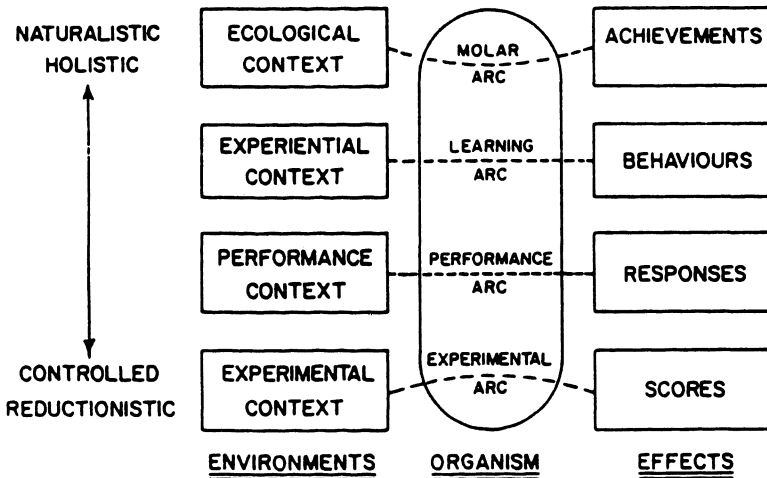 NATURALISTIC
HOLISTIC
ECOLOGICAL
CONTEXT
MOLAR
ARC
ACHIEVEMENTS
EXPERIENTIAL
CONTEXT
LEARNING
ARC
BEHAVIOURS
PERFORMANCE
CONTEXT
PERFORMANCE
ARC
RESPONSES
CONTROLLED
REDUCTIONISTIC
EXPERIMENTAL
CONTEXT
EXPERIMENTAL
ARC
SCORES
ENVIRONMENTS
ORGANISM
EFFECTS